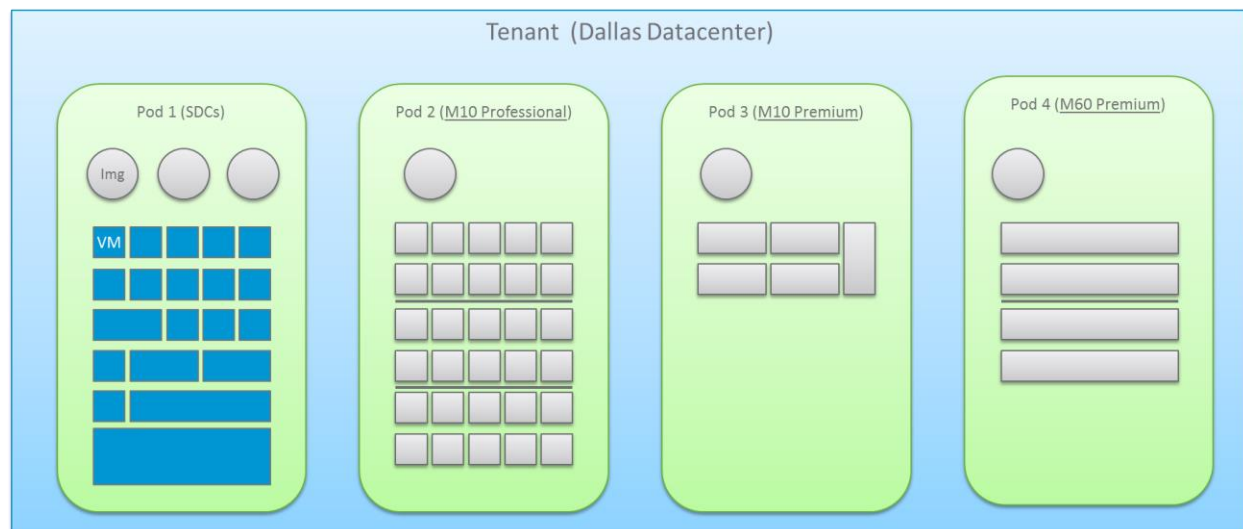 Tenant  (Dallas Datacenter)
Pod 1 (SDCs)
Pod 2 (M10 Professional)
Pod 3 (M10 Premium)
Pod 4 (M60 Premium)
Img
VM